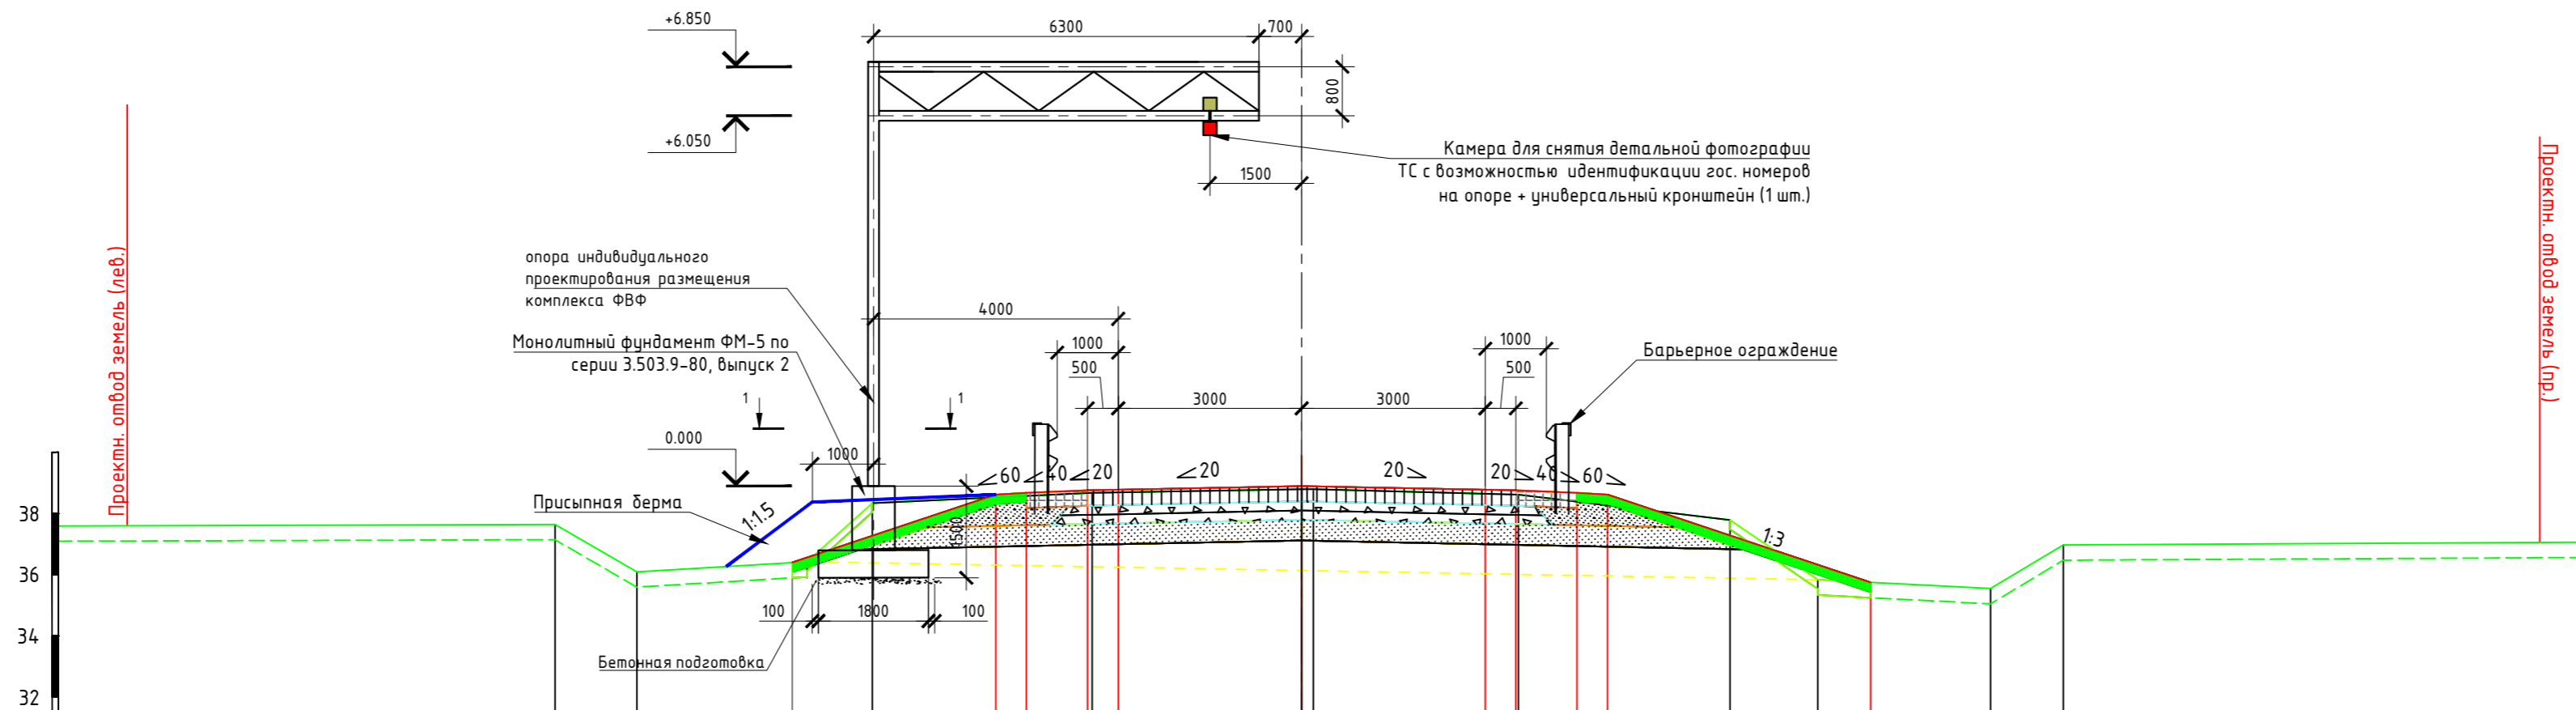 +6.850
6300
700
800
+6.050
Камера для снятия детальной фотографии
ТС с возможностью идентификации гос. номеров
на опоре + универсальный кронштейн (1 шт.)
1500
Проектн. отвод земель (лев.)
Проектн. отвод земель (пр.)
опора индивидуального
проектирования размещения
комплекса ФВФ
4000
Монолитный фундамент ФМ-5 по
серии 3.503.9-80, выпуск 2
1000
1000
Барьерное ограждение
500
500
1
1
3000
3000
0.000
1000
60
40
20
20
20
20
40
60
Присыпная берма
1:1.5
1500
1:3
38
36
34
32
100
1800
100
Бетонная подготовка